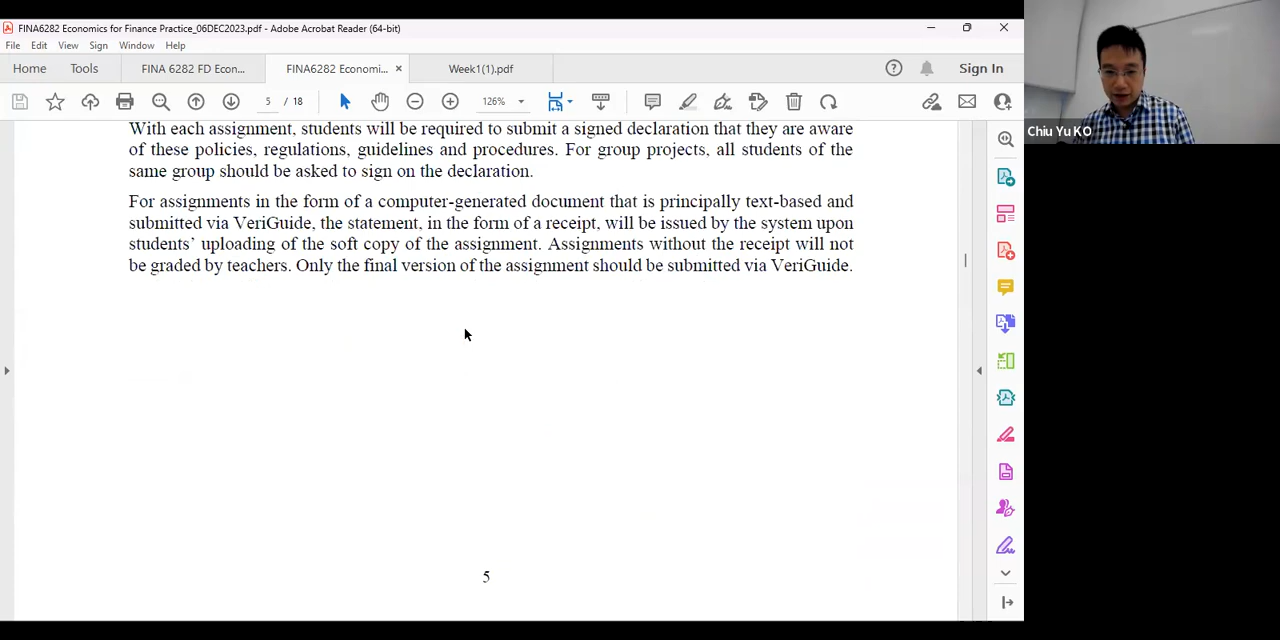 FINA6282 Economics for Finance Practice_06DEC2023.pdf - Adobe Acrobat Reader (64-bit)
File Edit View Sign Window Help
Home Tools FINA 6282 FD Econ... FINA6282 Economi... × Week1(1).pdf Sign In
5 / 18 126%
Chiu Yu KO
With each assignment, students will be required to submit a signed declaration that they are aware
of these policies, regulations, guidelines and procedures. For group projects, all students of the
same group should be asked to sign on the declaration.
For assignments in the form of a computer-generated document that is principally text-based and
submitted via VeriGuide, the statement, in the form of a receipt, will be issued by the system upon
students’ uploading of the soft copy of the assignment. Assignments without the receipt will not
be graded by teachers. Only the final version of the assignment should be submitted via VeriGuide.
5